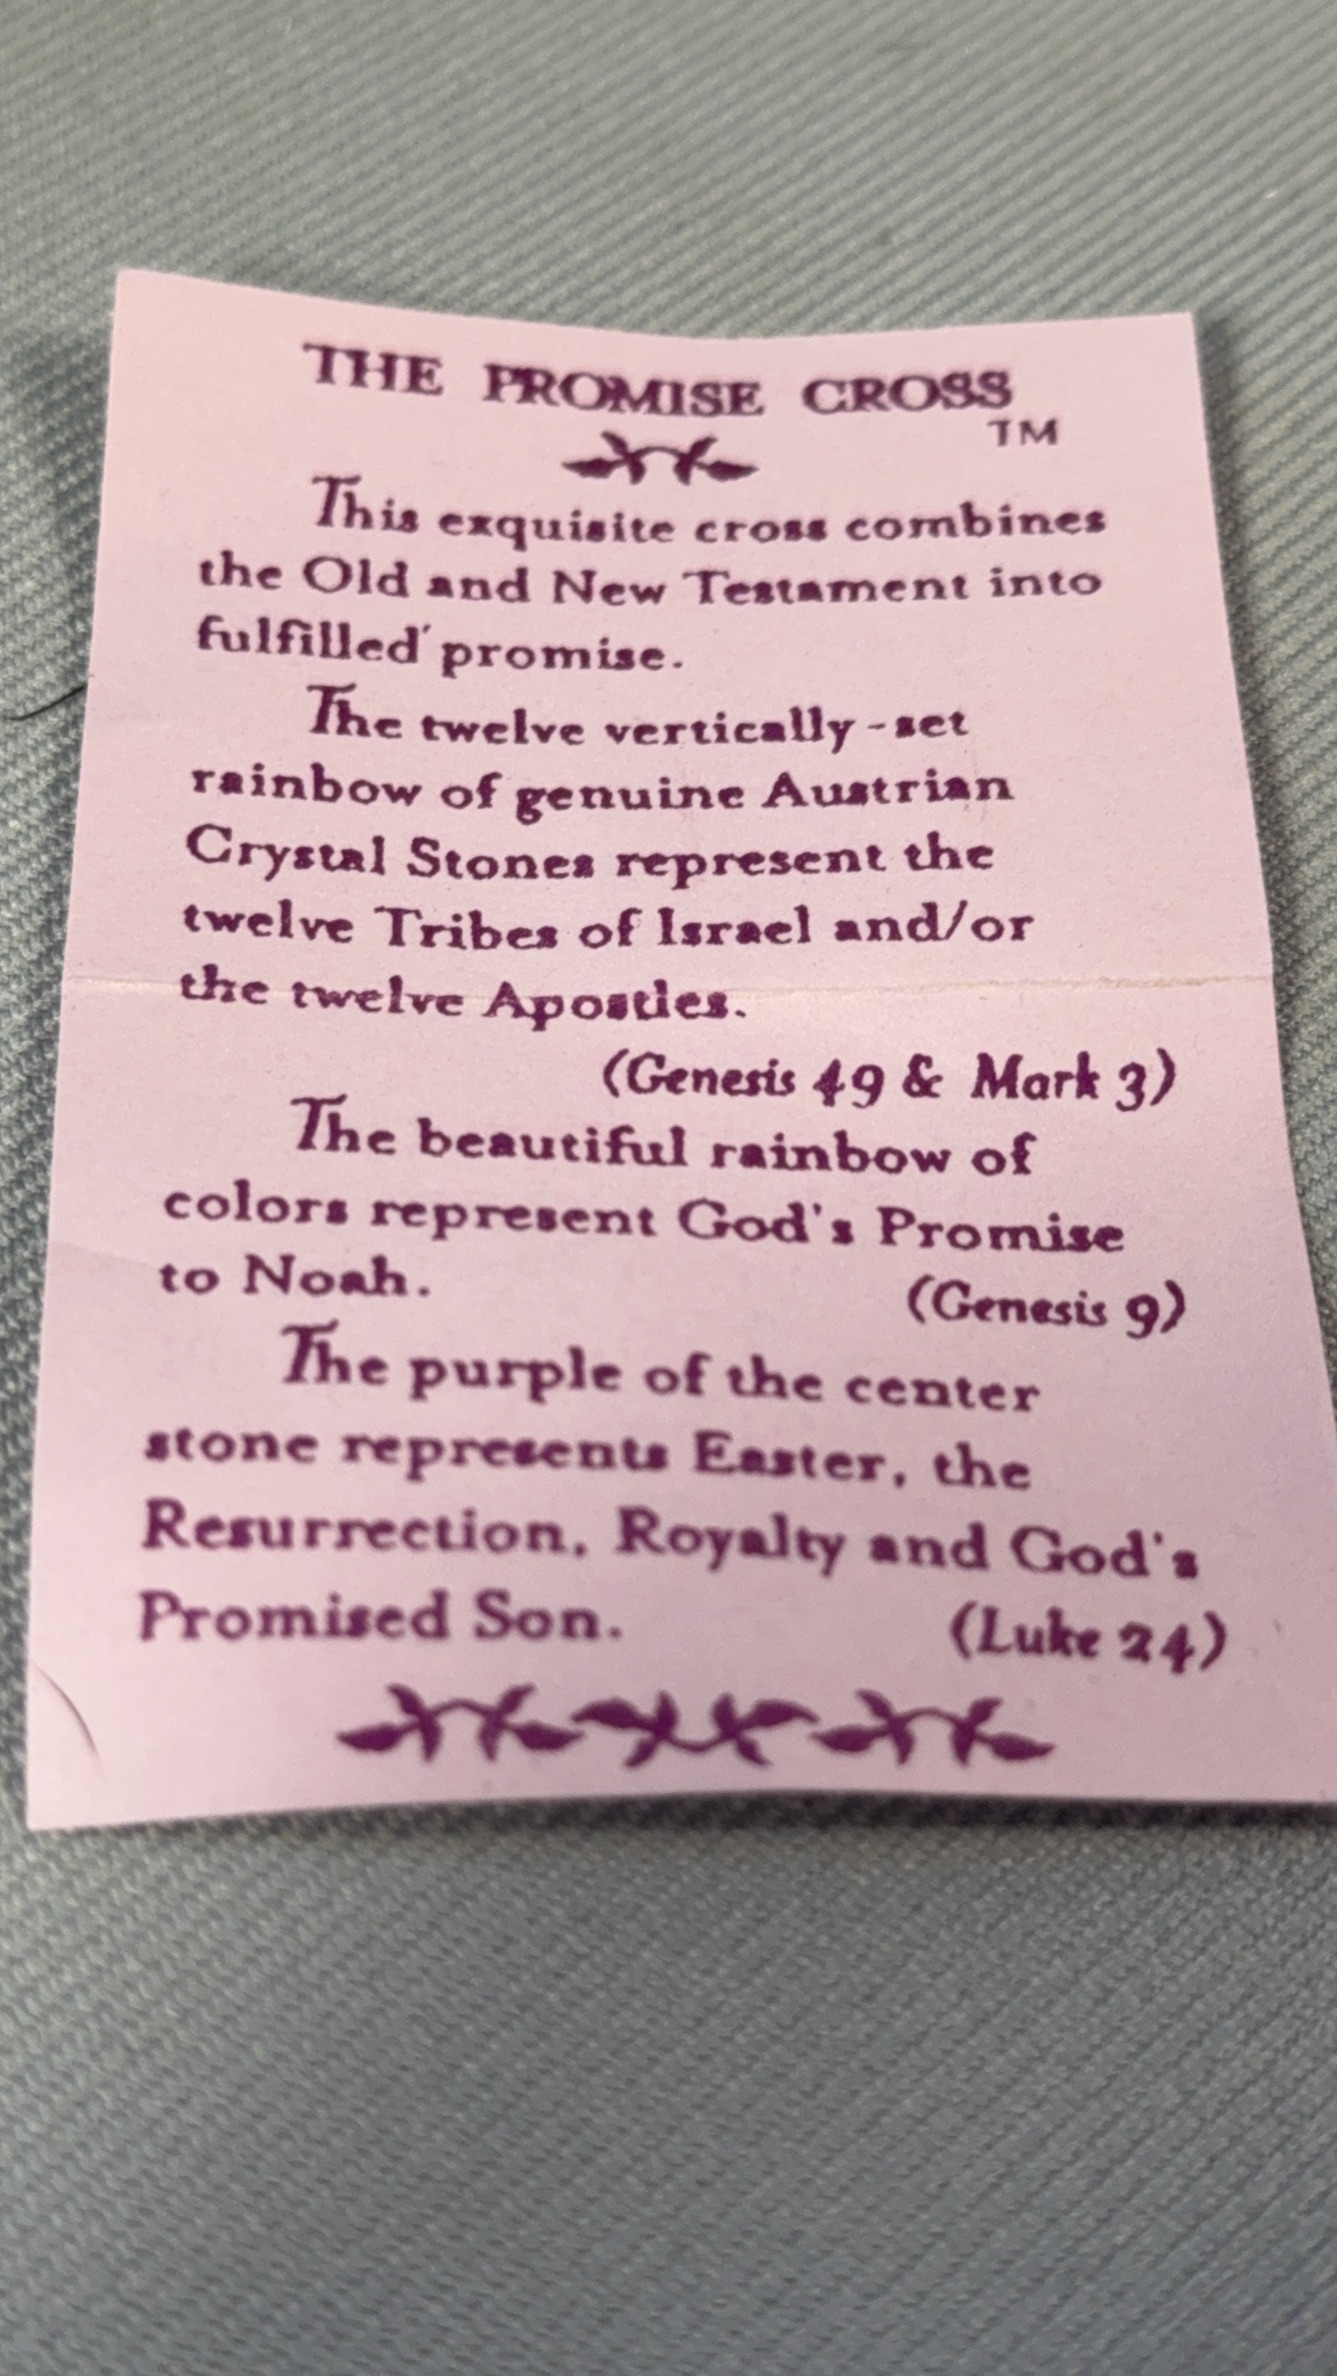 THE PROMISE CROSS
TM
This exquisite cross combines
the Old and New Testament into
fulfilled promise.
The twelve vertically-set
rainbow of genuine Austrian
Crystal Stones represent the
twelve Tribes of Israel and/or
the twelve Apostles.
(Genesis 49 & Mark 3)
The beautiful rainbow of
colors represent God's Promise
to Noah. (Genesis 9)
The purple of the center
stone represents Easter, the
Resurrection, Royalty and God's
Promised Son. (Luke 24)